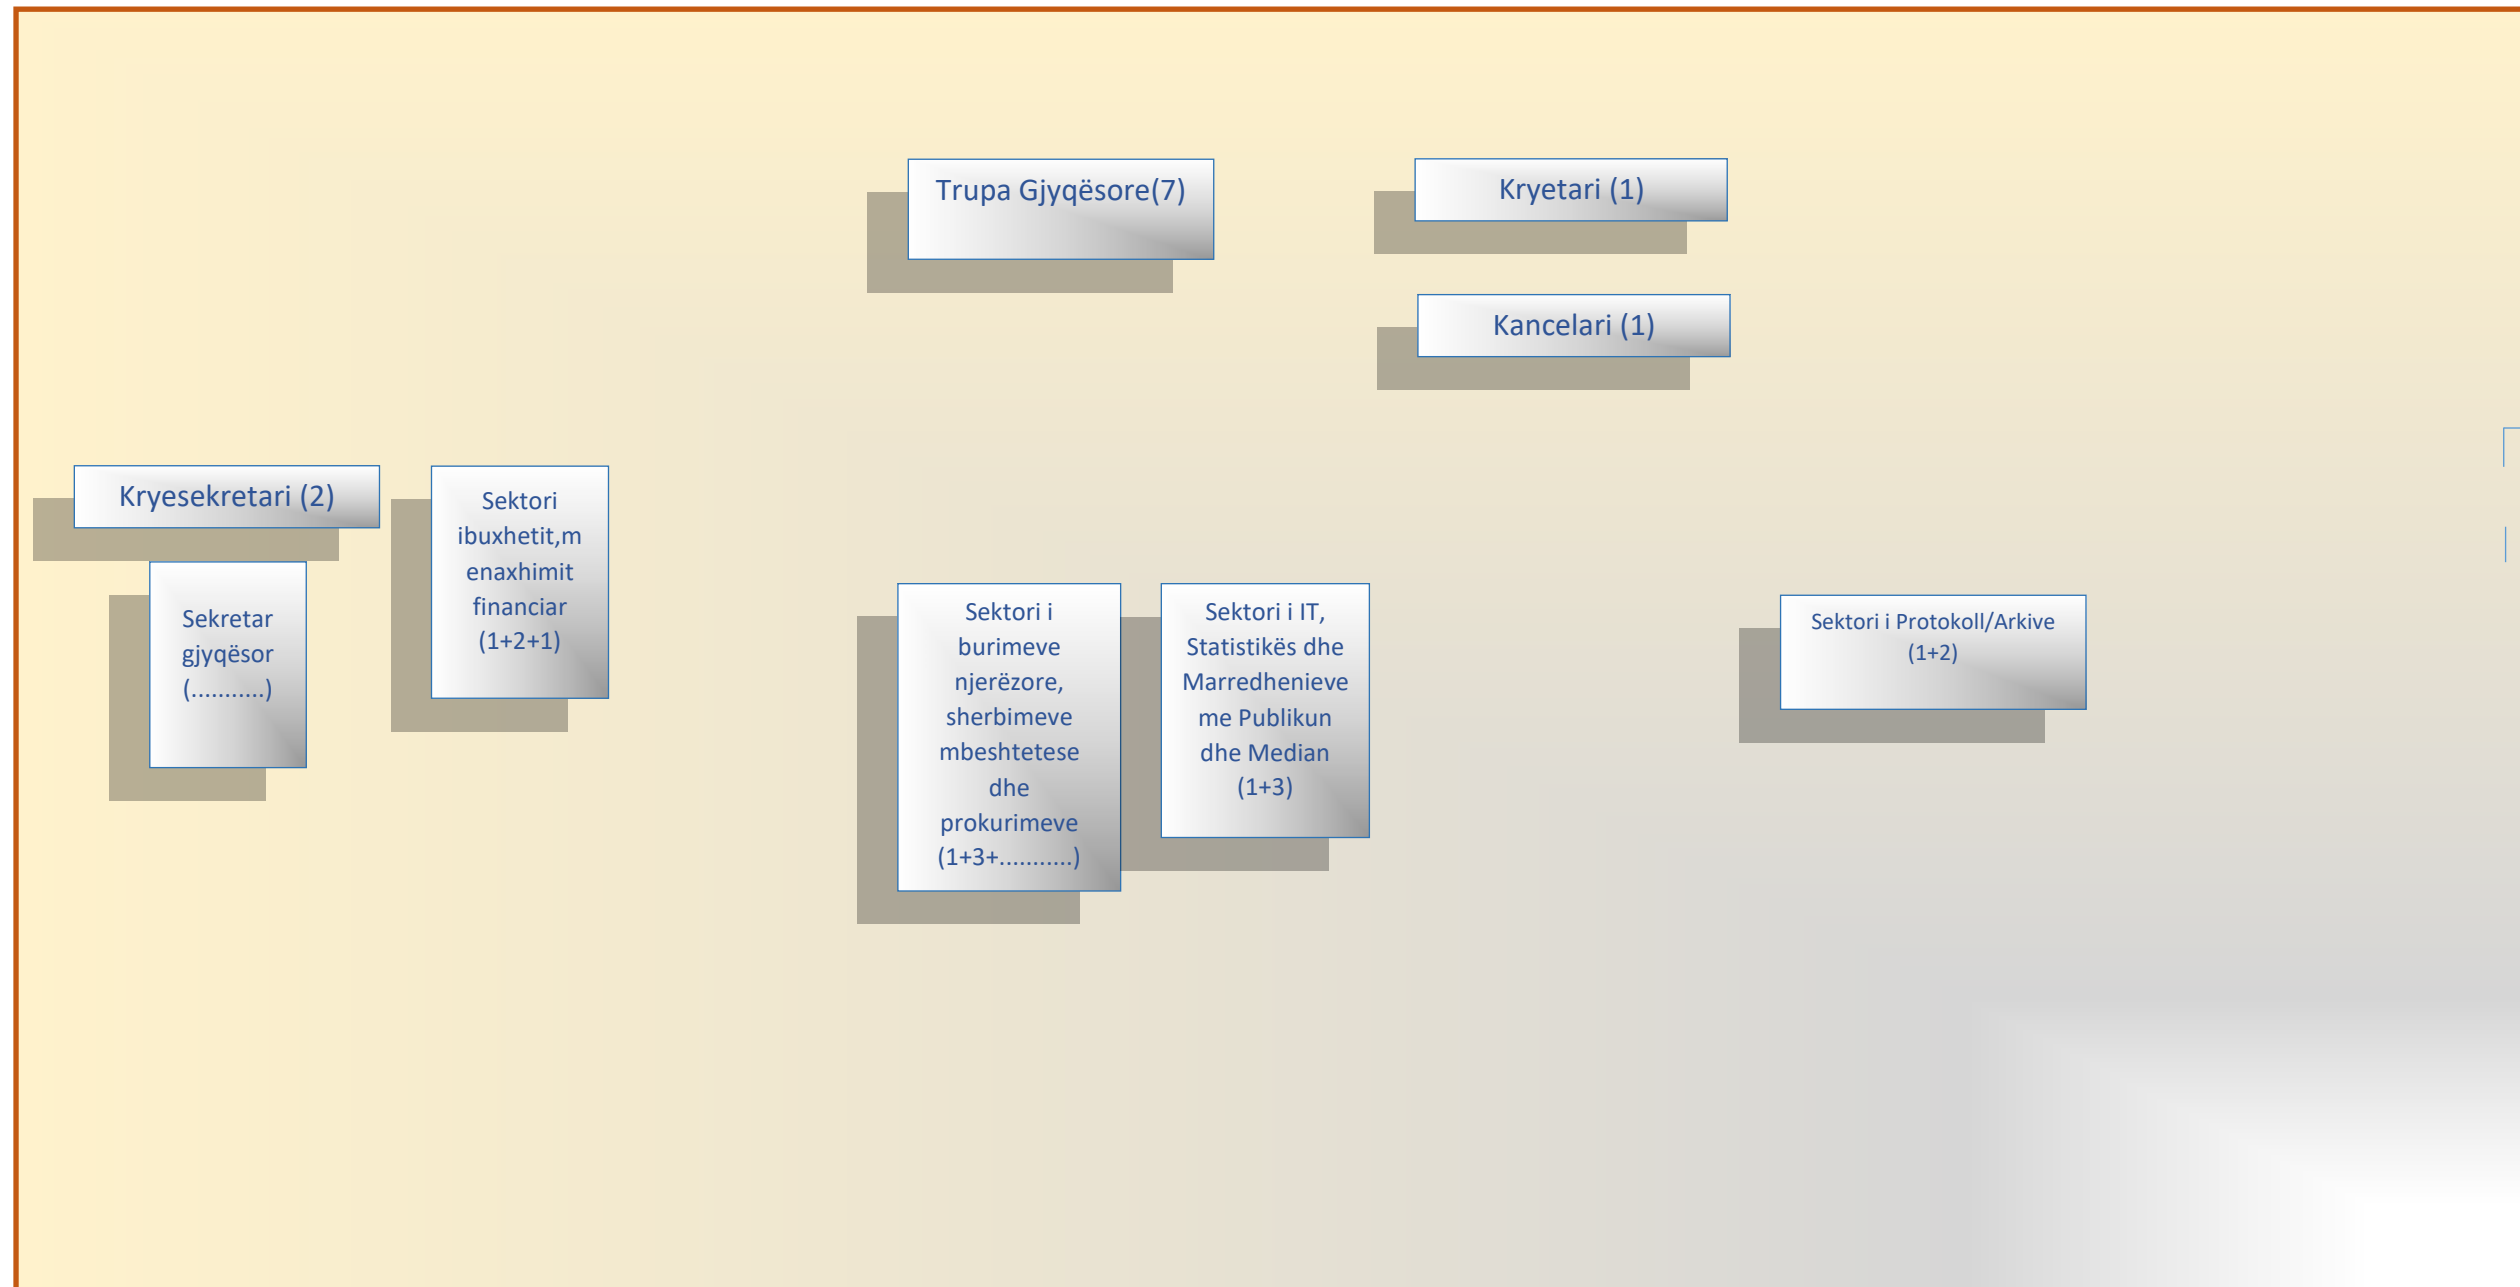 Trupa Gjyqësore(7)
Kryetari (1)
Kancelari (1)
Kryesekretari (2)
Sekretar
gjyqësor
(...........)
Sektori
ibuxhetit,m
enaxhimit
financiar
(1+2+1)
Sektori i
burimeve
njerëzore,
sherbimeve
mbeshtetese
dhe
prokurimeve
(1+3+...........)
Sektori i IT,
Statistikës dhe
Marredhenieve
me Publikun
dhe Median
(1+3)
Sektori i Protokoll/Arkive
(1+2)